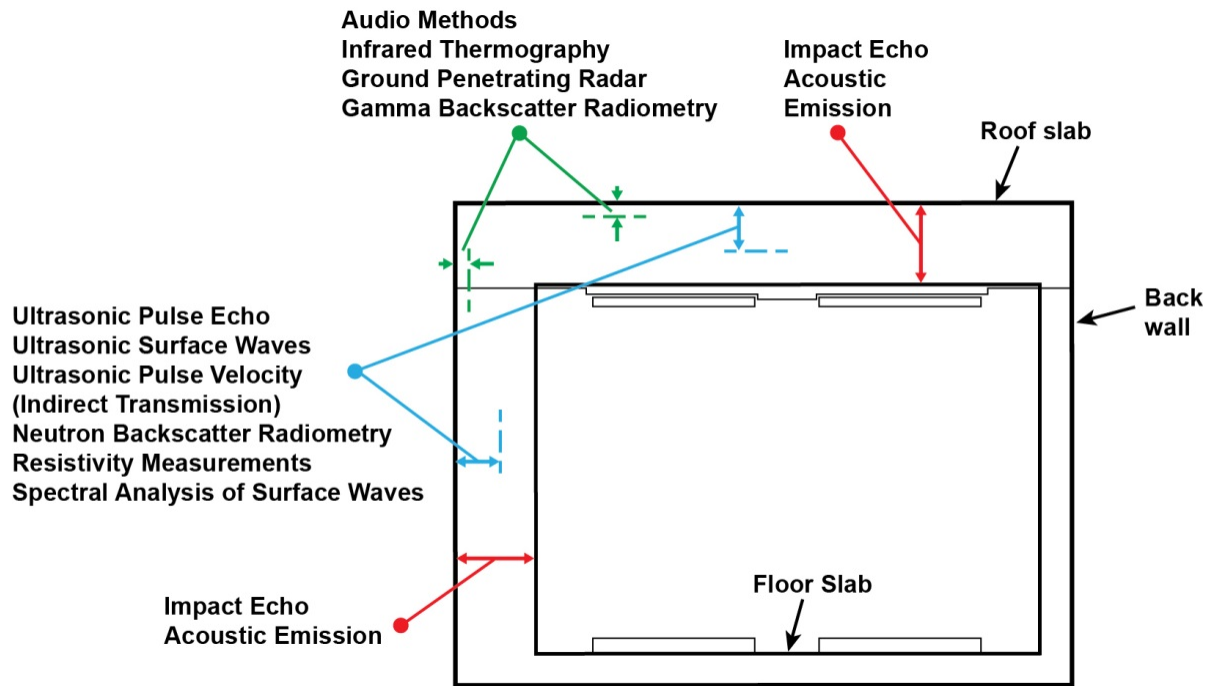 Audio Methods
Infrared Thermography
Ground Penetrating Radar
Gamma Backscatter Radiometry
Impact Echo
Acoustic
Emission
Roof slab
Back
wall
Ultrasonic Pulse Echo
Ultrasonic Surface Waves
Ultrasonic Pulse Velocity
(Indirect Transmission)
Neutron Backscatter Radiometry
Resistivity Measurements
Spectral Analysis of Surface Waves
Floor Slab
Impact Echo
Acoustic Emission